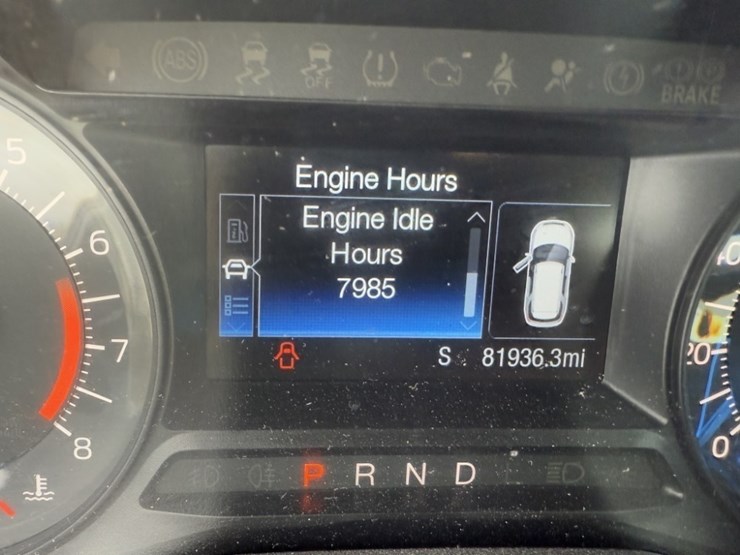 ABS
OFF
BRAKE
Engine Hours
Engine Idle
Hours
7985
S 81936.3mi
5
6
7
8
20
0
P R N D